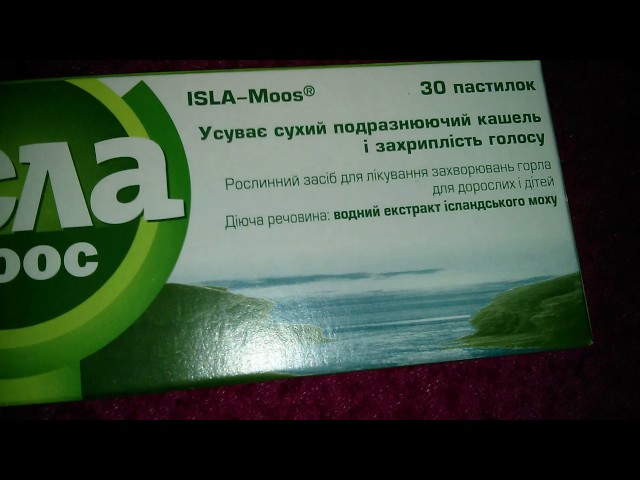 ISLA-Moos®
30 пастилок
Усуває сухий подразнюючий кашель
і захриплість голосу
Рослинний засіб для лікування захворювань горла
для дорослих і дітей
Діюча речовина: водний екстракт ісландського моху
сла
оос